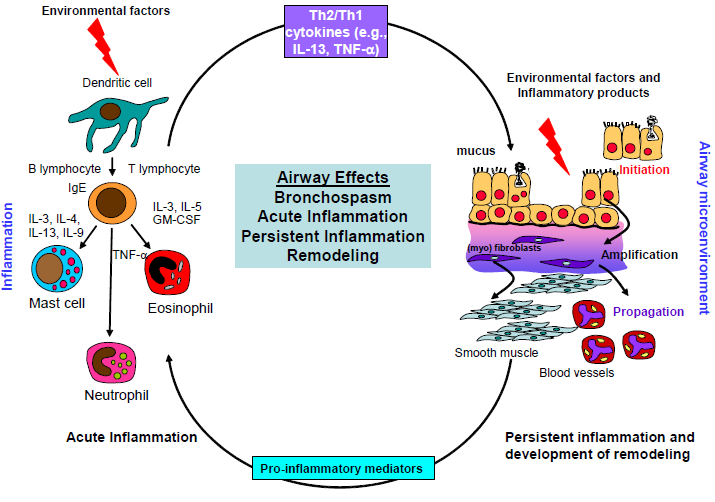 Environmental factors
Th2/Th1
cytokines (e.g.,
IL-13, TNF-α)
Dendritic cell
Environmental factors and
Inflammatory products
mucus
Initiation
B lymphocyte
T lymphocyte
IgE
IL-3, IL-4,
IL-13, IL-9
IL-3, IL-5
GM-CSF
TNF-α
Mast cell
Eosinophil
Neutrophil
Inflammation
Airway Effects
Bronchospasm
Acute Inflammation
Persistent Inflammation
Remodeling
(myo) fibroblasts
Amplification
Propagation
Smooth muscle
Blood vessels
Airway microenvironment
Acute Inflammation
Persistent inflammation and
development of remodeling
Pro-inflammatory mediators